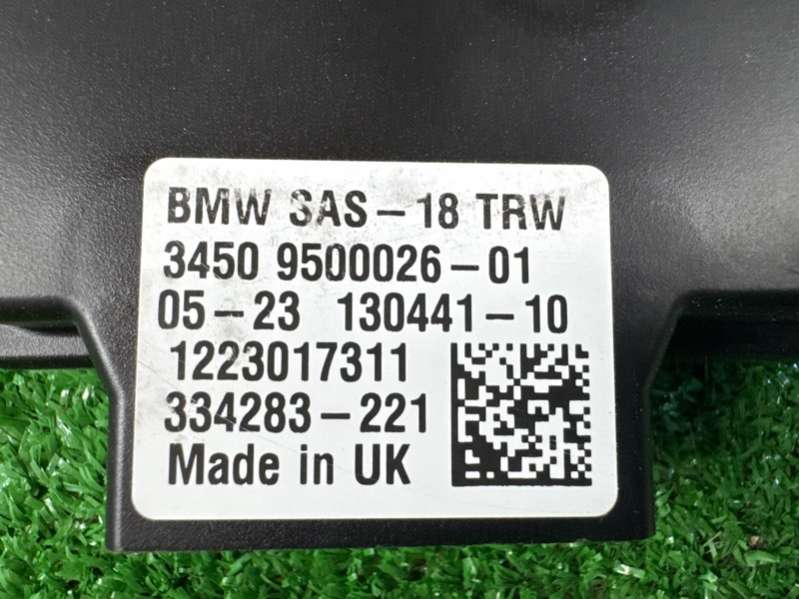 BMW SAS-18 TRW
3450 9500026-01
05-23 130441-10
1223017311
334283-221
Made in UK